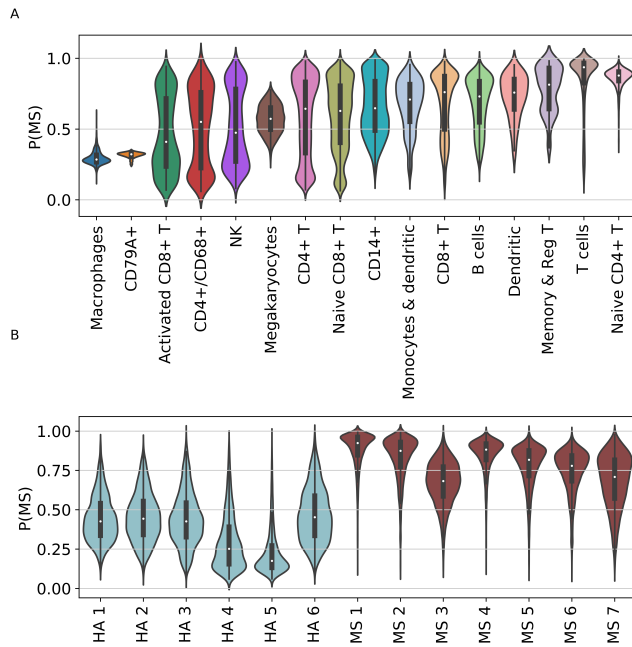 A
P(MS)
1.0
0.5
0.0
Macrophages
CD79A+
Activated CD8+ T
CD4+/CD68+
NK
Megakaryocytes
CD4+ T
Naive CD8+ T
CD14+
Monocytes & dendritic
CD8+ T
B cells
Dendritic
Memory & Reg T
T cells
Naive CD4+ T
B
P(MS)
1.00
0.75
0.50
0.25
0.00
HA 1
HA 2
HA 3
HA 4
HA 5
HA 6
MS 1
MS 2
MS 3
MS 4
MS 5
MS 6
MS 7